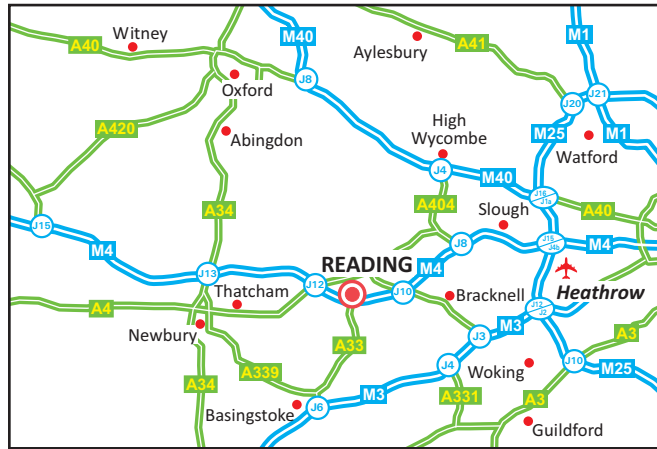 Witney
A40
M40
Aylesbury
A41
M1
J8
Oxford
J21
J20
A420
Abingdon
High
Wycombe
M25
M1
Watford
J4
M40
J16
J1a
A40
A34
A404
Slough
J15
M4
J8
J15
J4b
M4
READING
M4
J13
Thatcham
J12
J10
Bracknell
Heathrow
A4
J12
J2
Newbury
A33
J3
M3
A3
A34
A339
J4
Woking
J10
M25
Basingstoke
J6
M3
A331
A3
Guildford